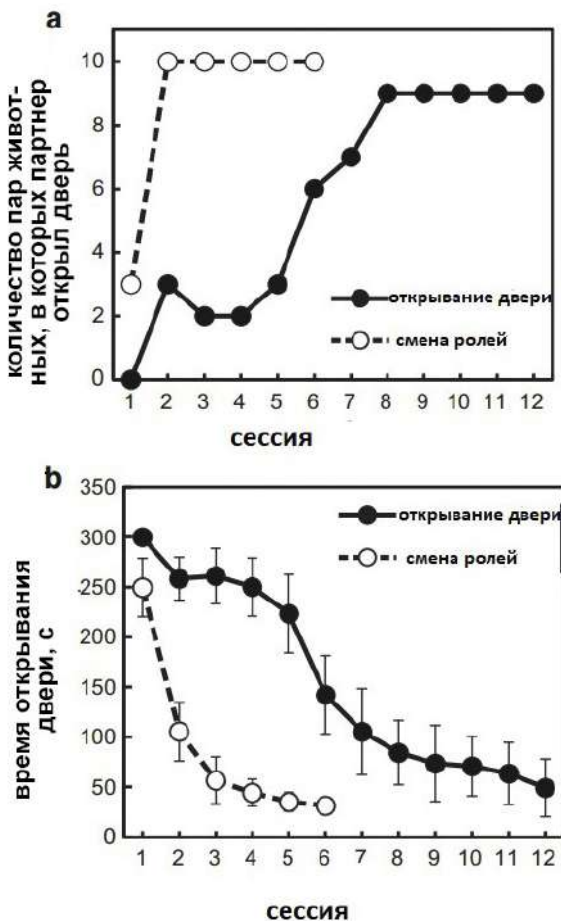 a
количество пар живот-
ных, в которых партнер
открыл дверь
10
8
6
4
2
0
открывание двери
смена ролей
1 2 3 4 5 6 7 8 9 10 11 12
сессия
b
время открывания
двери, с
350
300
250
200
150
100
50
0
открывание двери
смена ролей
1 2 3 4 5 6 7 8 9 10 11 12
сессия